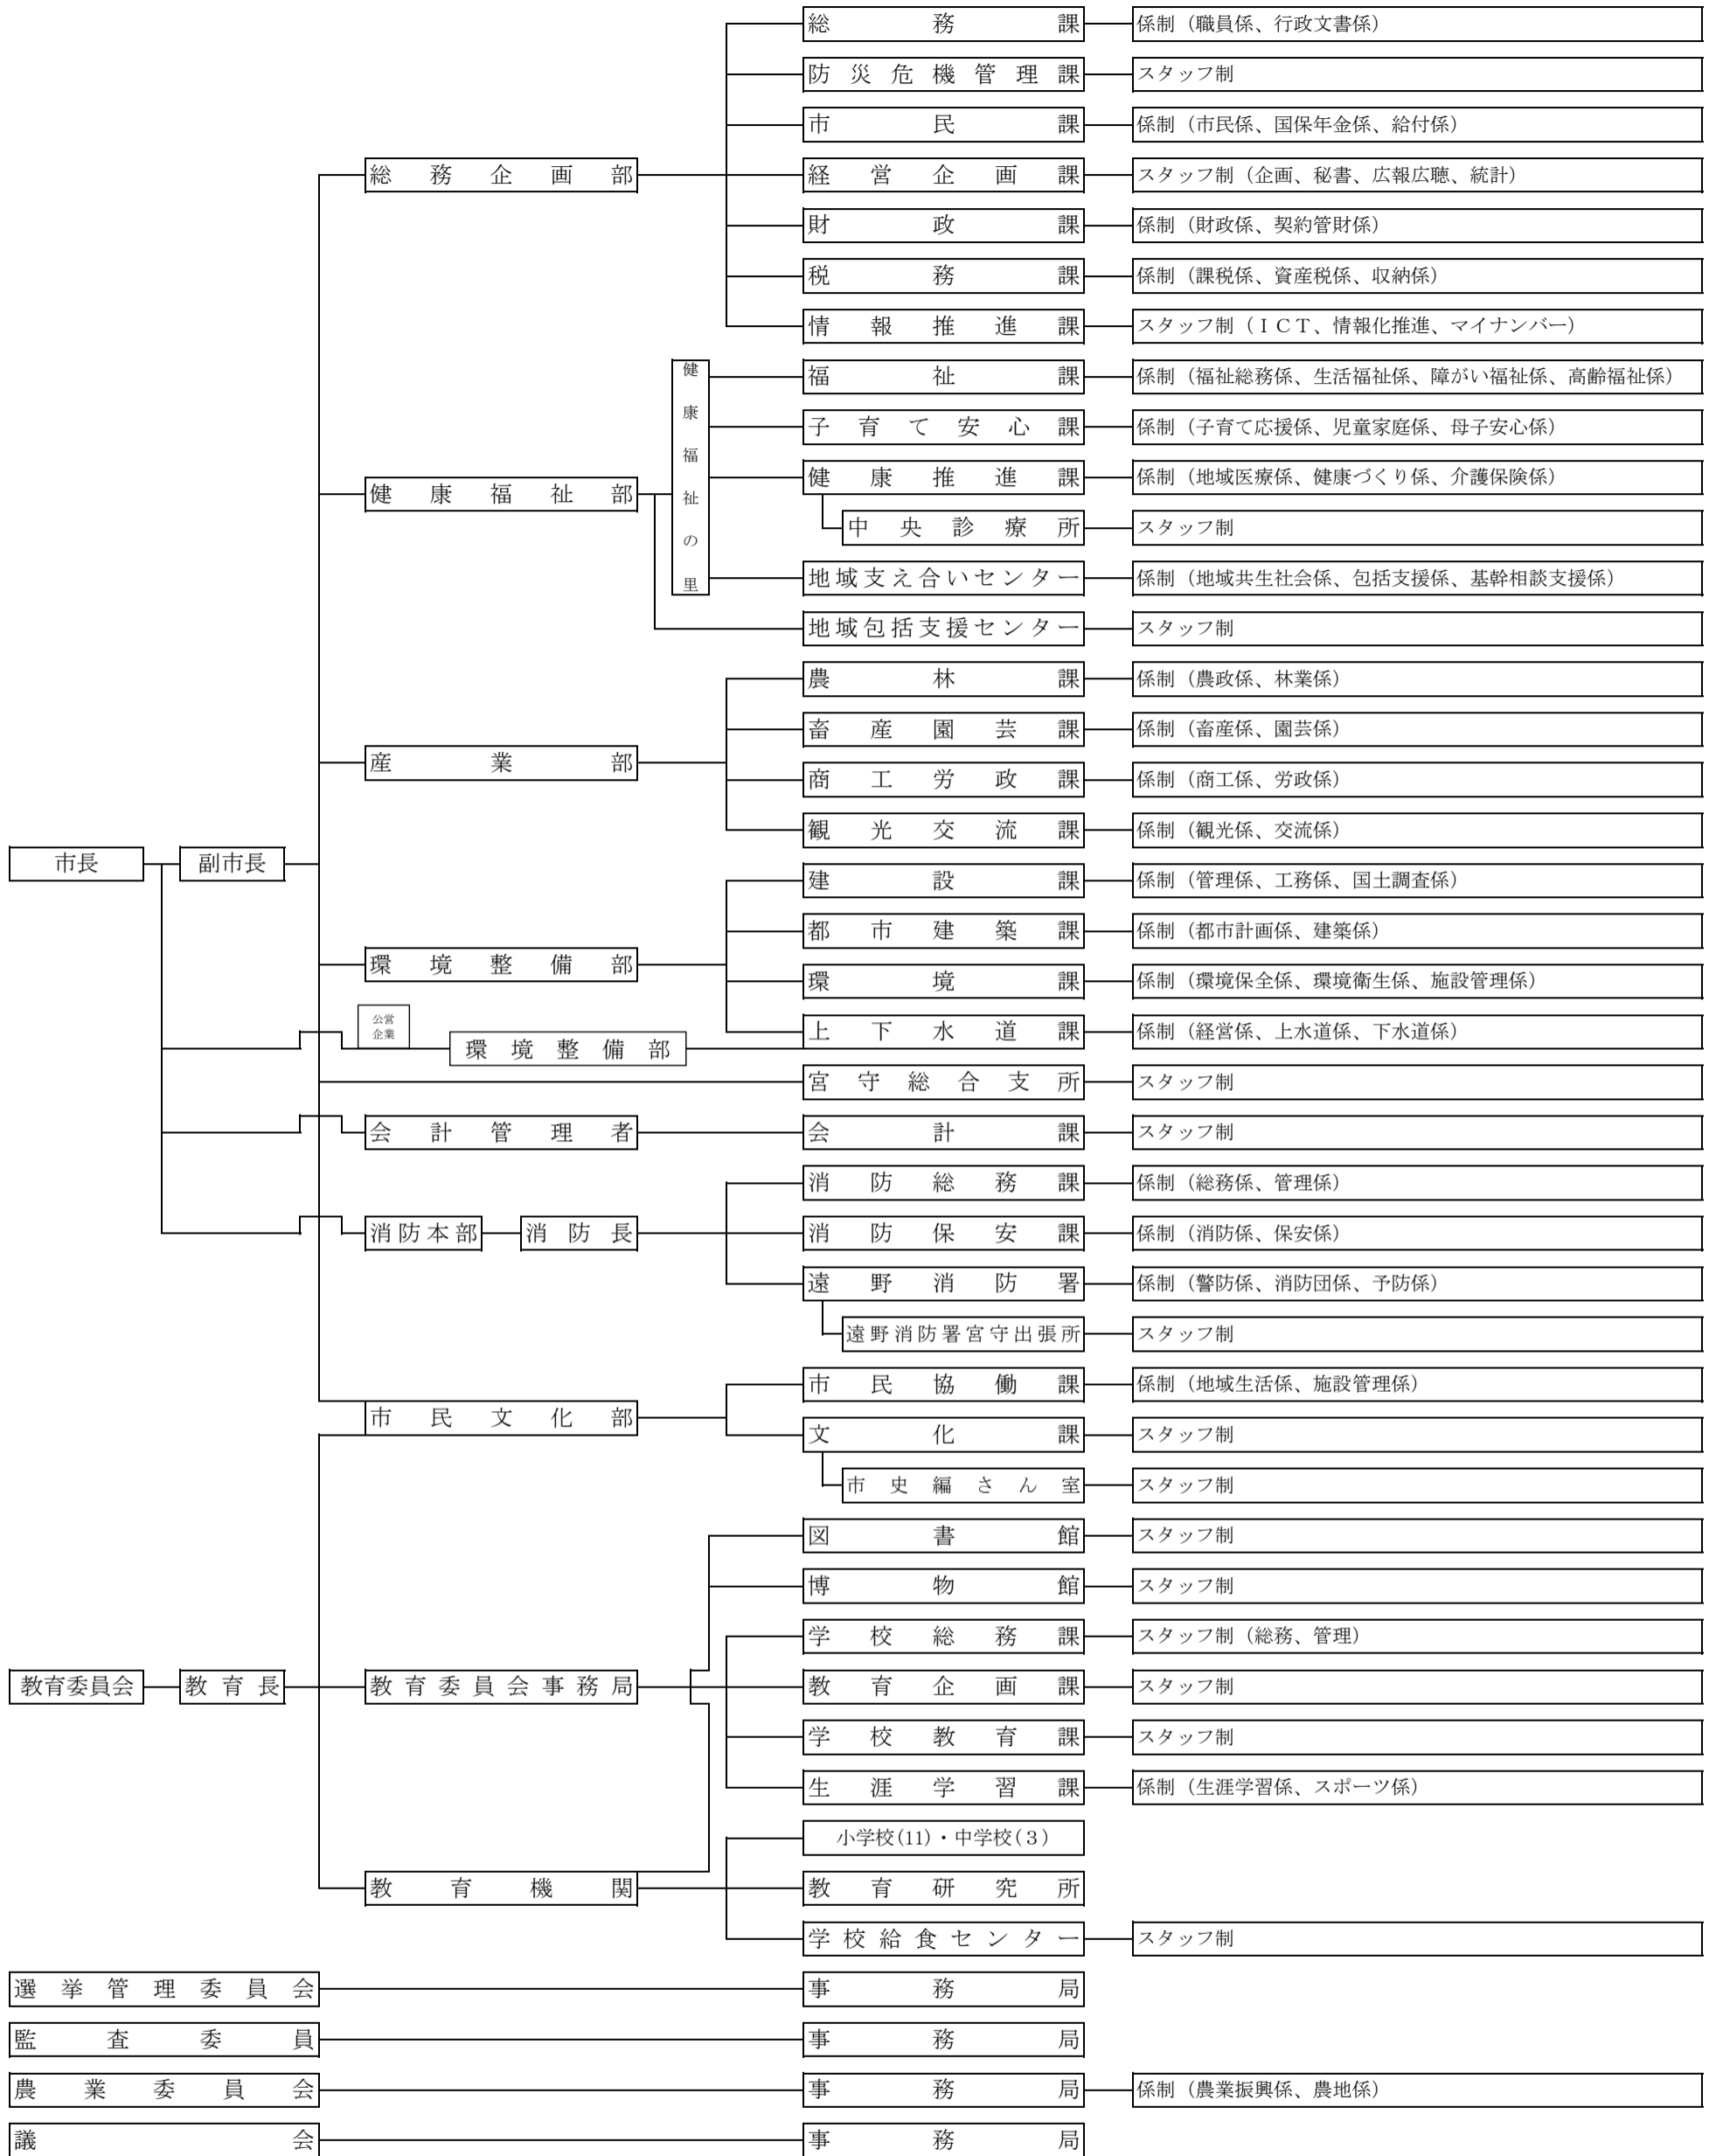 総務課 係制（職員係、行政文書係）
防災危機管理課 スタッフ制
市民課 係制（市民係、国保年金係、給付係）
総務企画部 経営企画課 スタッフ制（企画、秘書、広報広聴、統計）
財政課 係制（財政係、契約管財係）
税務課 係制（課税係、資産税係、収納係）
情報推進課 スタッフ制（ＩＣＴ、情報化推進、マイナンバー）
健康福祉の里
福祉課 係制（福祉総務係、生活福祉係、障がい福祉係、高齢福祉係）
子育て安心課 係制（子育て応援係、児童家庭係、母子安心係）
健康推進課 係制（地域医療係、健康づくり係、介護保険係）
健康福祉部
中央診療所 スタッフ制
地域支え合いセンター 係制（地域共生社会係、包括支援係、基幹相談支援係）
地域包括支援センター スタッフ制
農林課 係制（農政係、林業係）
畜産園芸課 係制（畜産係、園芸係）
産業部
商工労政課 係制（商工係、労政係）
観光交流課 係制（観光係、交流係）
市長 副市長
建設課 係制（管理係、工務係、国土調査係）
都市建築課 係制（都市計画係、建築係）
環境整備部
環境課 係制（環境保全係、環境衛生係、施設管理係）
公営
企業
上下水道課 係制（経営係、上水道係、下水道係）
環境整備部
宮守総合支所 スタッフ制
会計管理者 会計課 スタッフ制
消防総務課 係制（総務係、管理係）
消防本部 消防長 消防保安課 係制（消防係、保安係）
遠野消防署 係制（警防係、消防団係、予防係）
遠野消防署宮守出張所 スタッフ制
市民協働課 係制（地域生活係、施設管理係）
市民文化部
文化課 スタッフ制
市史編さん室 スタッフ制
図書館 スタッフ制
博物館 スタッフ制
学校総務課 スタッフ制（総務、管理）
教育委員会 教育長 教育委員会事務局 教育企画課 スタッフ制
学校教育課 スタッフ制
生涯学習課 係制（生涯学習係、スポーツ係）
小学校(11)・中学校(３)
教育機関 教育研究所
学校給食センター スタッフ制
選挙管理委員会 事務局
監査委員 事務局
農業委員会 事務局 係制（農業振興係、農地係）
議会 事務局